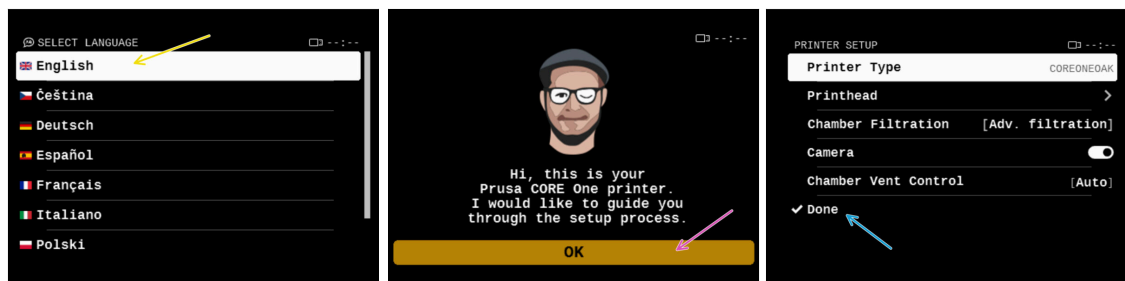 SELECT LANGUAGE --:--
English
Čeština
Deutsch
Español
Français
Italiano
Polski
--:--
Hi, this is your
Prusa CORE One printer.
I would like to guide you
through the setup process.
OK
PRINTER SETUP --:--
Printer Type COREONEOAK
Printhead
Chamber Filtration [Adv. filtration]
Camera
Chamber Vent Control [Auto]
Done